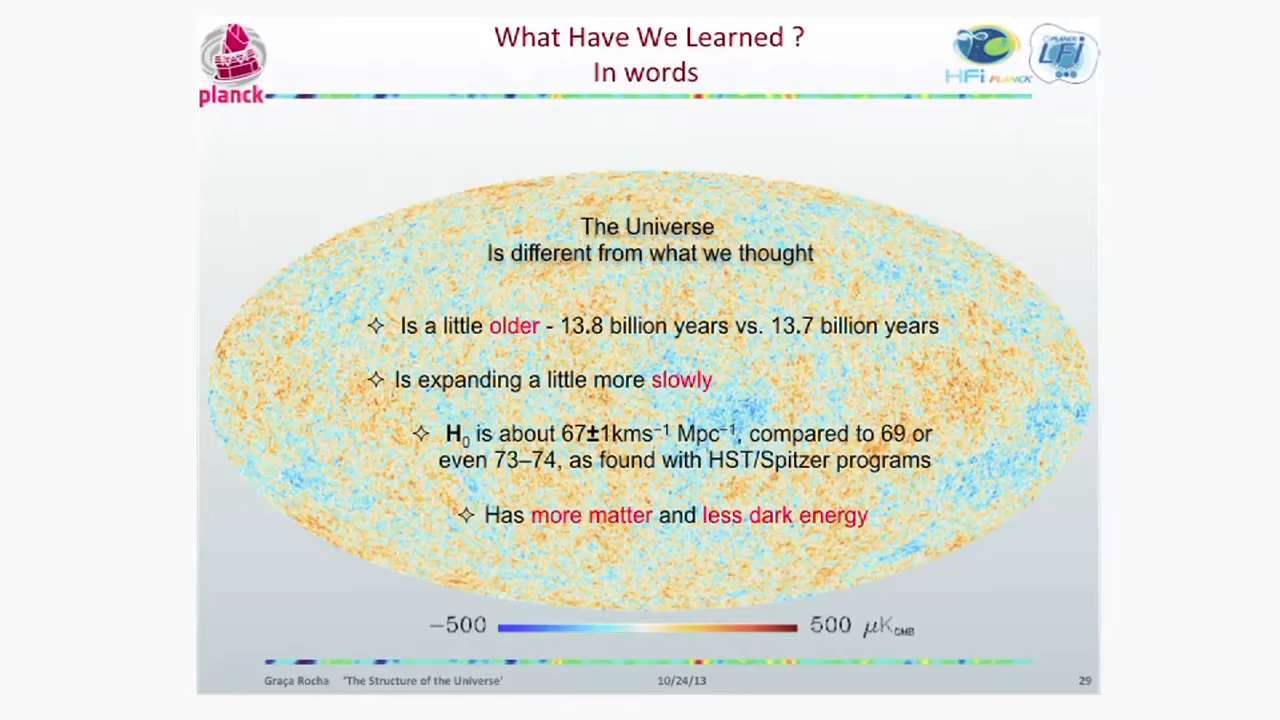 What Have We Learned ?
In words
planck
HFi PLANCK
PLANCK
LFi
The Universe
Is different from what we thought
✧ Is a little older - 13.8 billion years vs. 13.7 billion years
✧ Is expanding a little more slowly
✧ H₀ is about 67±1kms⁻¹ Mpc⁻¹, compared to 69 or
even 73–74, as found with HST/Spitzer programs
✧ Has more matter and less dark energy
−500 500 μK_CMB
Graça Rocha 'The Structure of the Universe' 10/24/13 29